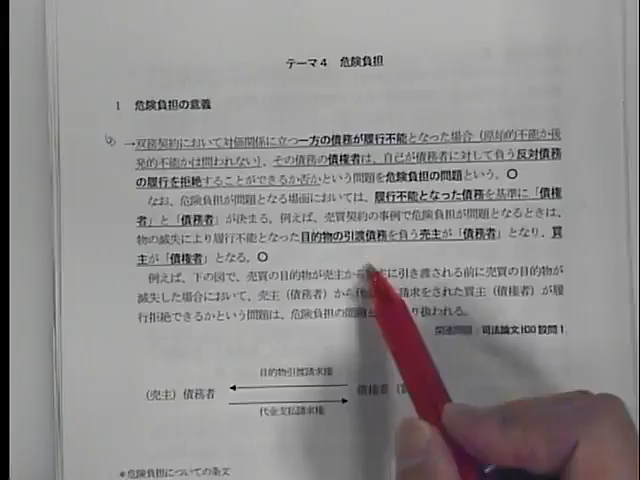 テーマ4 危険負担
1 危険負担の意義
→双務契約において対価関係に立つ一方の債務が履行不能となった場合(原始的不能か後
発的不能かは問われない)、その債務の債権者は、自己が債務者に対して負う反対債務
の履行を拒絶することができるか否かという問題を危険負担の問題という。○
なお、危険負担が問題となる場面においては、履行不能となった債務を基準に「債権
者」と「債務者」が決まる。例えば、売買契約の事例で危険負担が問題となるときは、
物の滅失により履行不能となった目的物の引渡債務を負う売主が「債務者」となり、買
主が「債権者」となる。○
例えば、下の図で、売買の目的物が売主から に引き渡される前に売買の目的物が
滅失した場合において、売主(債務者)から 請求をされた買主(債権者)が履
行拒絶できるかという問題は、危険負担の問題 り扱われる。
関連問題:司法論文H30設問1
目的物引渡請求権
(売主)債務者 債権者(
代金支払請求権
*危険負担についての条文